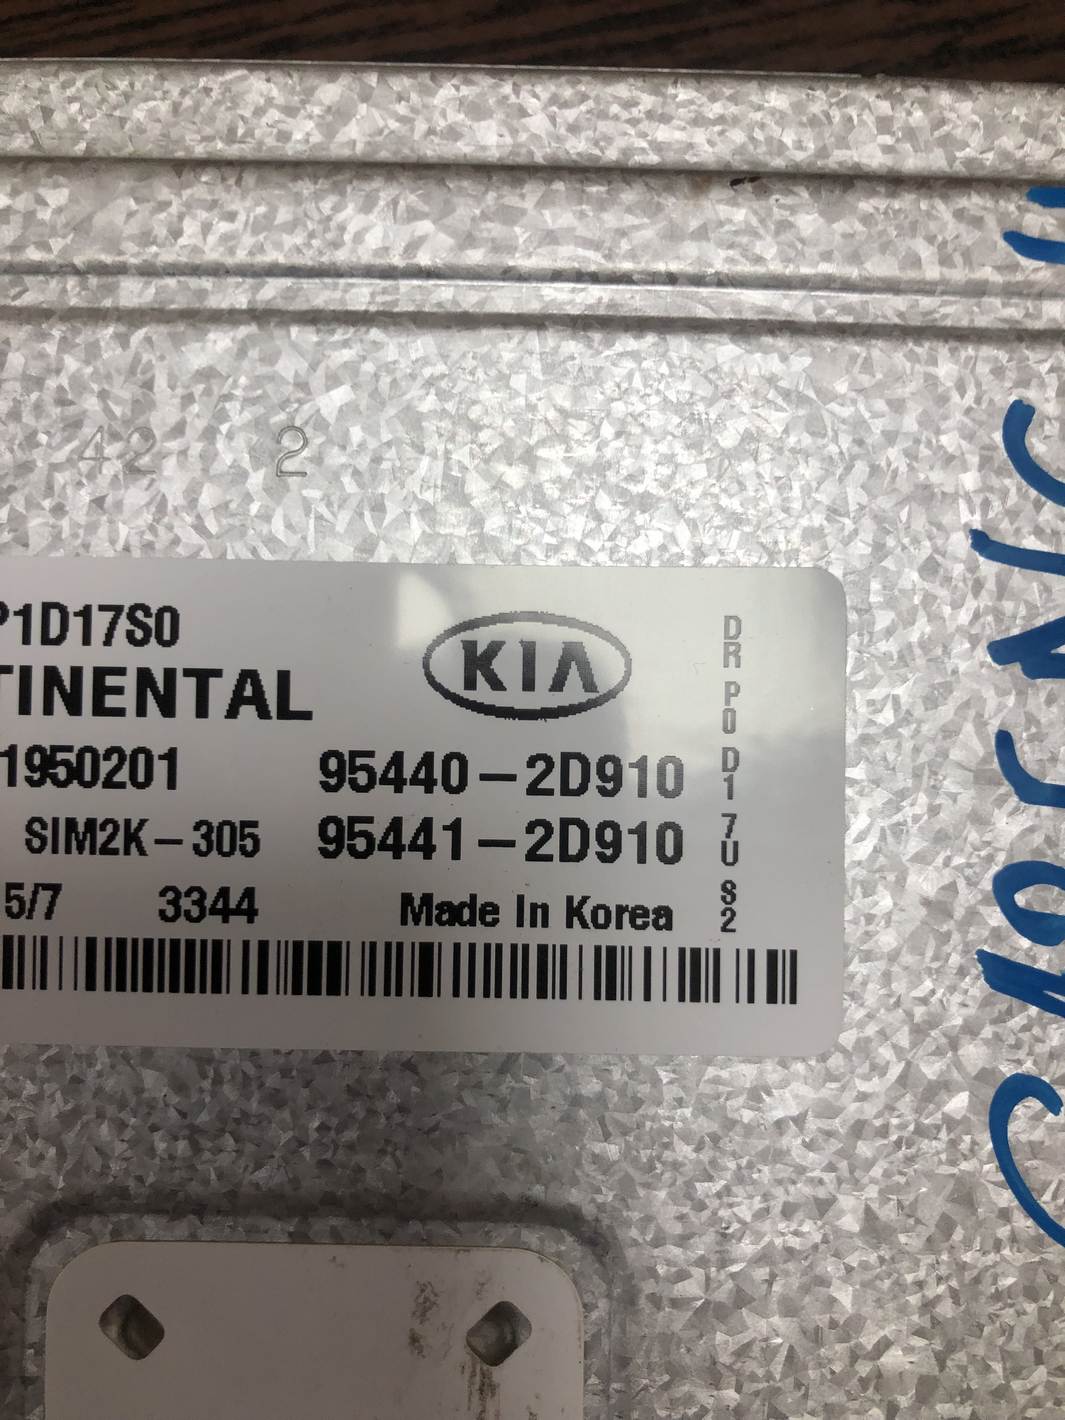 42 2
P1D17S0
KIA
TINENTAL
1950201 95440-2D910
SIM2K-305 95441-2D910
5/7 3344 Made In Korea
DR P0 D1 7U S2